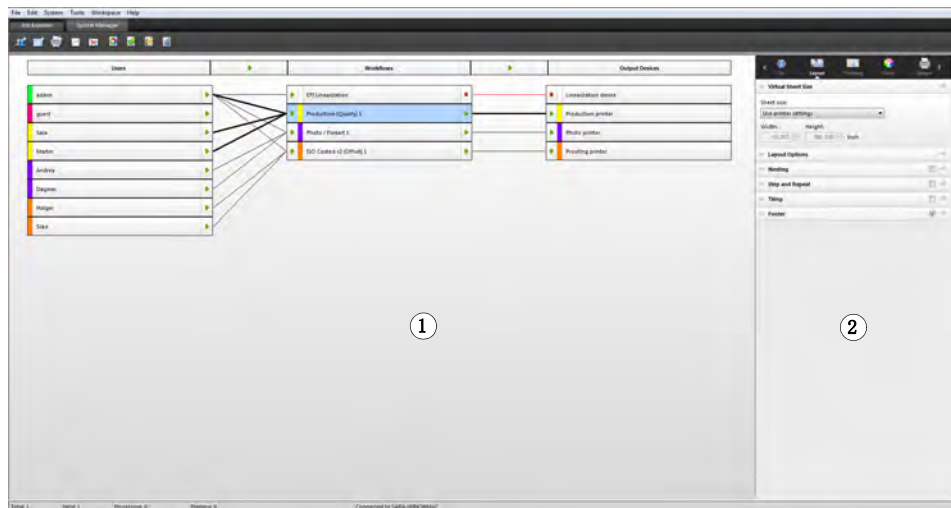 File Edit System Tools Workspace Help
Job Explorer System Manager
Users Workflows Output Devices
admin EFI Linearization Linearization device
guest Production (Quality) 1 Production printer
Sara Photo / Fineart 1 Photo printer
Martin ISO Coated v2 (Offset) 1 Proofing printer
Andrea
Dagmar
Holger
Silke
Layout
Virtual Sheet Size
Sheet size:
Use printer settings
Width: Height:
inch
Layout Options
Nesting
Step and Repeat
Tiling
Footer
1
2